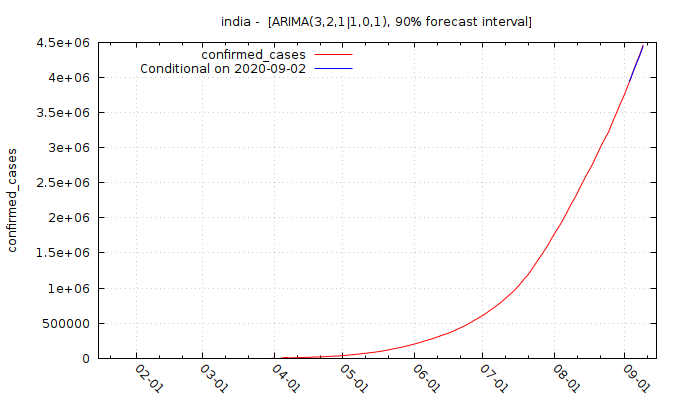 india -  [ARIMA(3,2,1|1,0,1), 90% forecast interval]
confirmed_cases
Conditional on 2020-09-02
confirmed_cases
4.5e+06
4e+06
3.5e+06
3e+06
2.5e+06
2e+06
1.5e+06
1e+06
500000
0
02-01
03-01
04-01
05-01
06-01
07-01
08-01
09-01